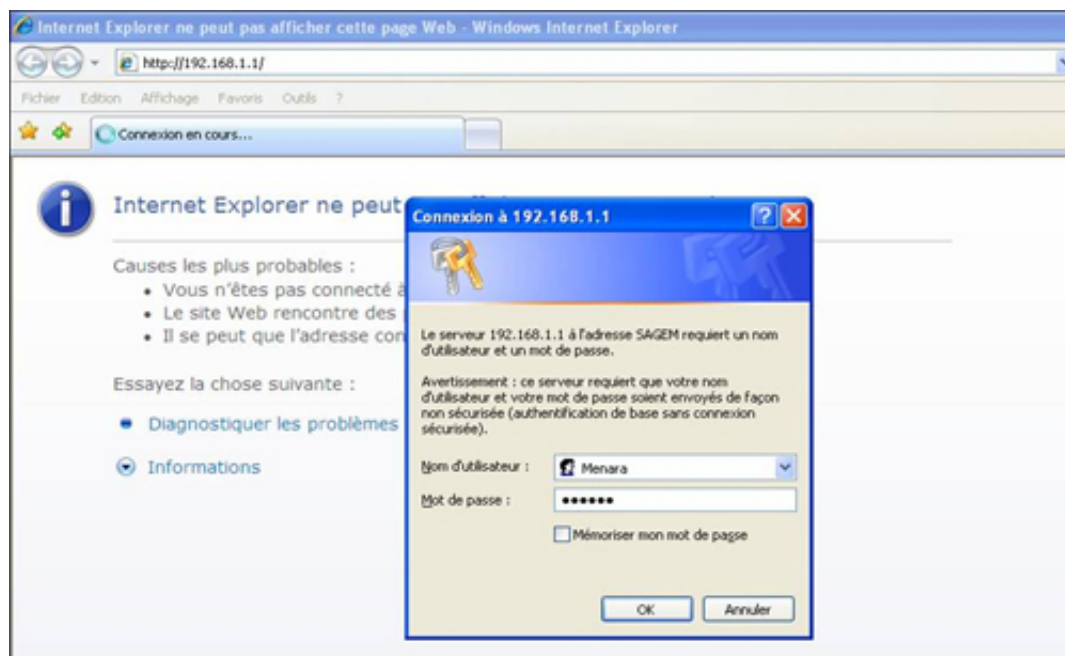 Internet Explorer ne peut pas afficher cette page Web - Windows Internet Explorer
http://192.168.1.1/
Fichier Edition Affichage Favoris Outils ?
Connexion en cours...
Internet Explorer ne peut
Causes les plus probables :
• Vous n'êtes pas connecté à
• Le site Web rencontre des
• Il se peut que l'adresse con
Essayez la chose suivante :
Diagnostiquer les problèmes
Informations
Connexion à 192.168.1.1
Le serveur 192.168.1.1 à l'adresse SAGEM requiert un nom
d'utilisateur et un mot de passe.
Avertissement : ce serveur requiert que votre nom
d'utilisateur et votre mot de passe soient envoyés de façon
non sécurisée (authentification de base sans connexion
sécurisée).
Nom d'utilisateur : Menara
Mot de passe : ••••••
Mémoriser mon mot de passe
OK Annuler